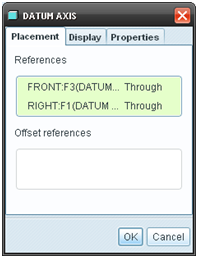 DATUM AXIS
Placement Display Properties
References
FRONT:F3(DATUM... Through
RIGHT:F1(DATUM ... Through
Offset references
OK Cancel